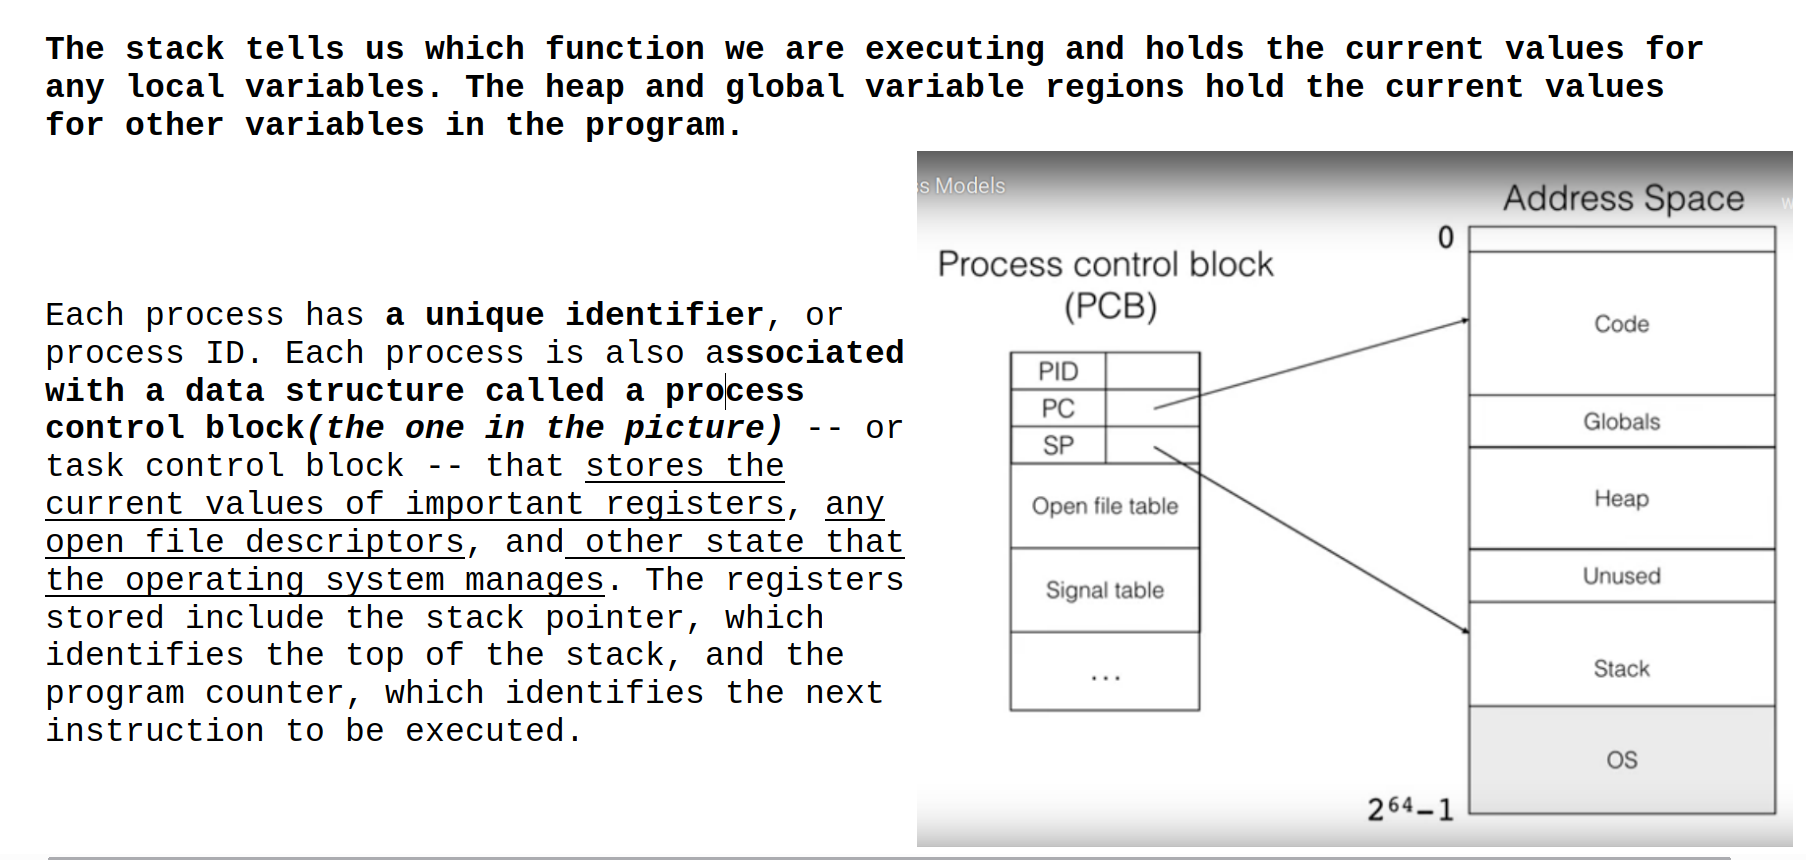 The stack tells us which function we are executing and holds the current values for
any local variables. The heap and global variable regions hold the current values
for other variables in the program.
Each process has a unique identifier, or
process ID. Each process is also associated
with a data structure called a process
control block(the one in the picture) -- or
task control block -- that stores the
current values of important registers, any
open file descriptors, and other state that
the operating system manages. The registers
stored include the stack pointer, which
identifies the top of the stack, and the
program counter, which identifies the next
instruction to be executed.
s Models
Process control block
(PCB)
PID
PC
SP
Open file table
Signal table
...
Address Space
0
Code
Globals
Heap
Unused
Stack
OS
2⁶⁴-1